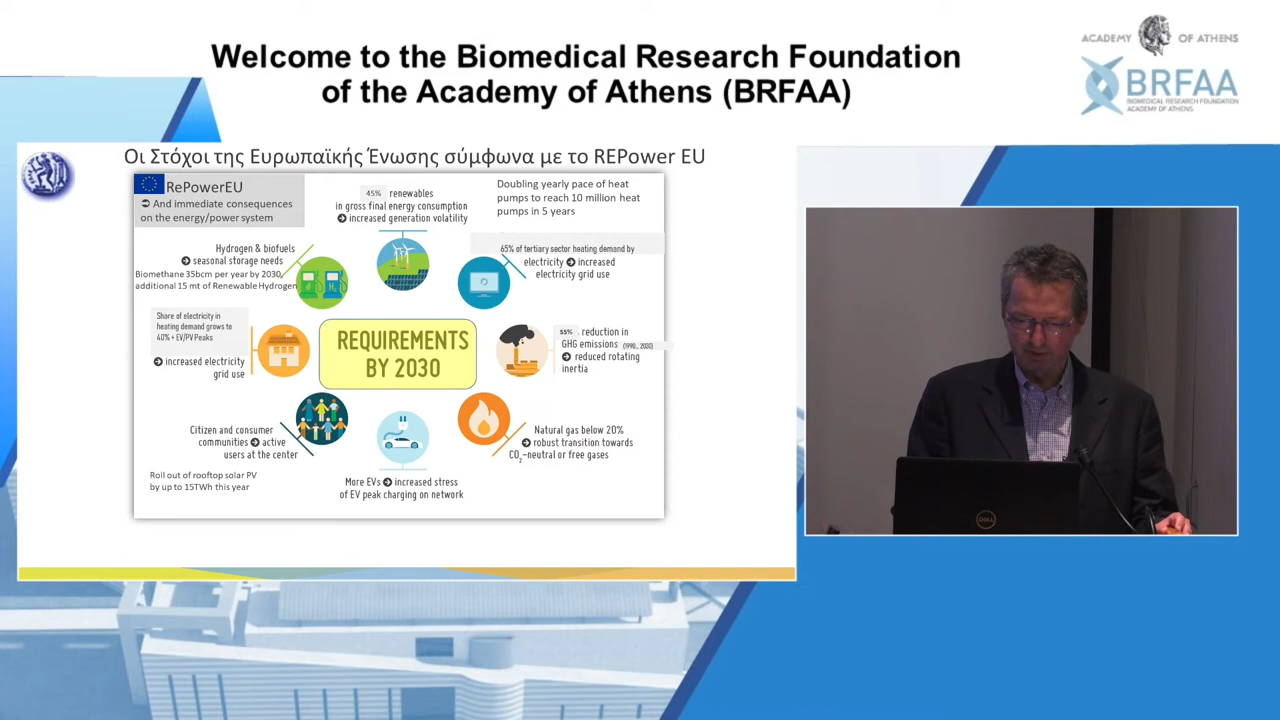 Welcome to the Biomedical Research Foundation
of the Academy of Athens (BRFAA)
ACADEMY OF ATHENS
BRFAA
BIOMEDICAL RESEARCH FOUNDATION
ACADEMY OF ATHENS
Οι Στόχοι της Ευρωπαϊκής Ένωσης σύμφωνα με το REPower EU
RePowerEU
➲ And immediate consequences
on the energy/power system
45% renewables
in gross final energy consumption
➔ increased generation volatility
Doubling yearly pace of heat
pumps to reach 10 million heat
pumps in 5 years
Hydrogen & biofuels
➔ seasonal storage needs
Biomethane 35bcm per year by 2030,
additional 15 mt of Renewable Hydrogen
H2
65% of tertiary sector heating demand by
electricity ➔ increased
electricity grid use
Share of electricity in
heating demand grows to
40% + EV/PV Peaks
➔ increased electricity
grid use
REQUIREMENTS
BY 2030
55% reduction in
GHG emissions (1990.. 2030)
➔ reduced rotating
inertia
Citizen and consumer
communities ➔ active
users at the center
Roll out of rooftop solar PV
by up to 15TWh this year
More EVs ➔ increased stress
of EV peak charging on network
Natural gas below 20%
➔ robust transition towards
CO2-neutral or free gases
DELL